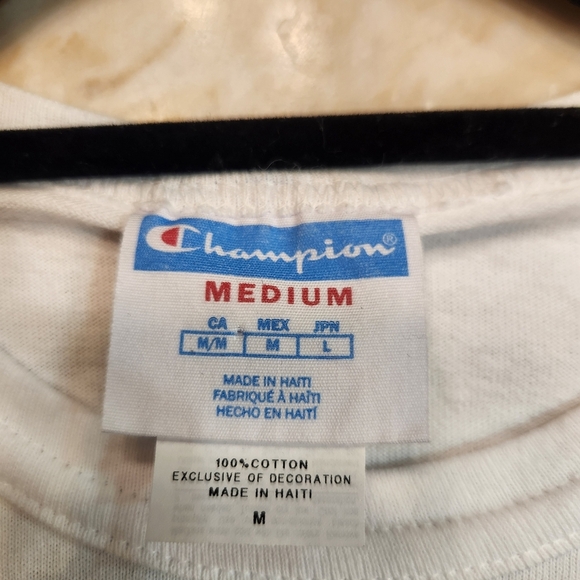 Champion®
MEDIUM
CA MEX JPN
M/M M L
MADE IN HAITI
FABRIQUÉ À HAÏTI
HECHO EN HAITÍ
100% COTTON
EXCLUSIVE OF DECORATION
MADE IN HAITI
M